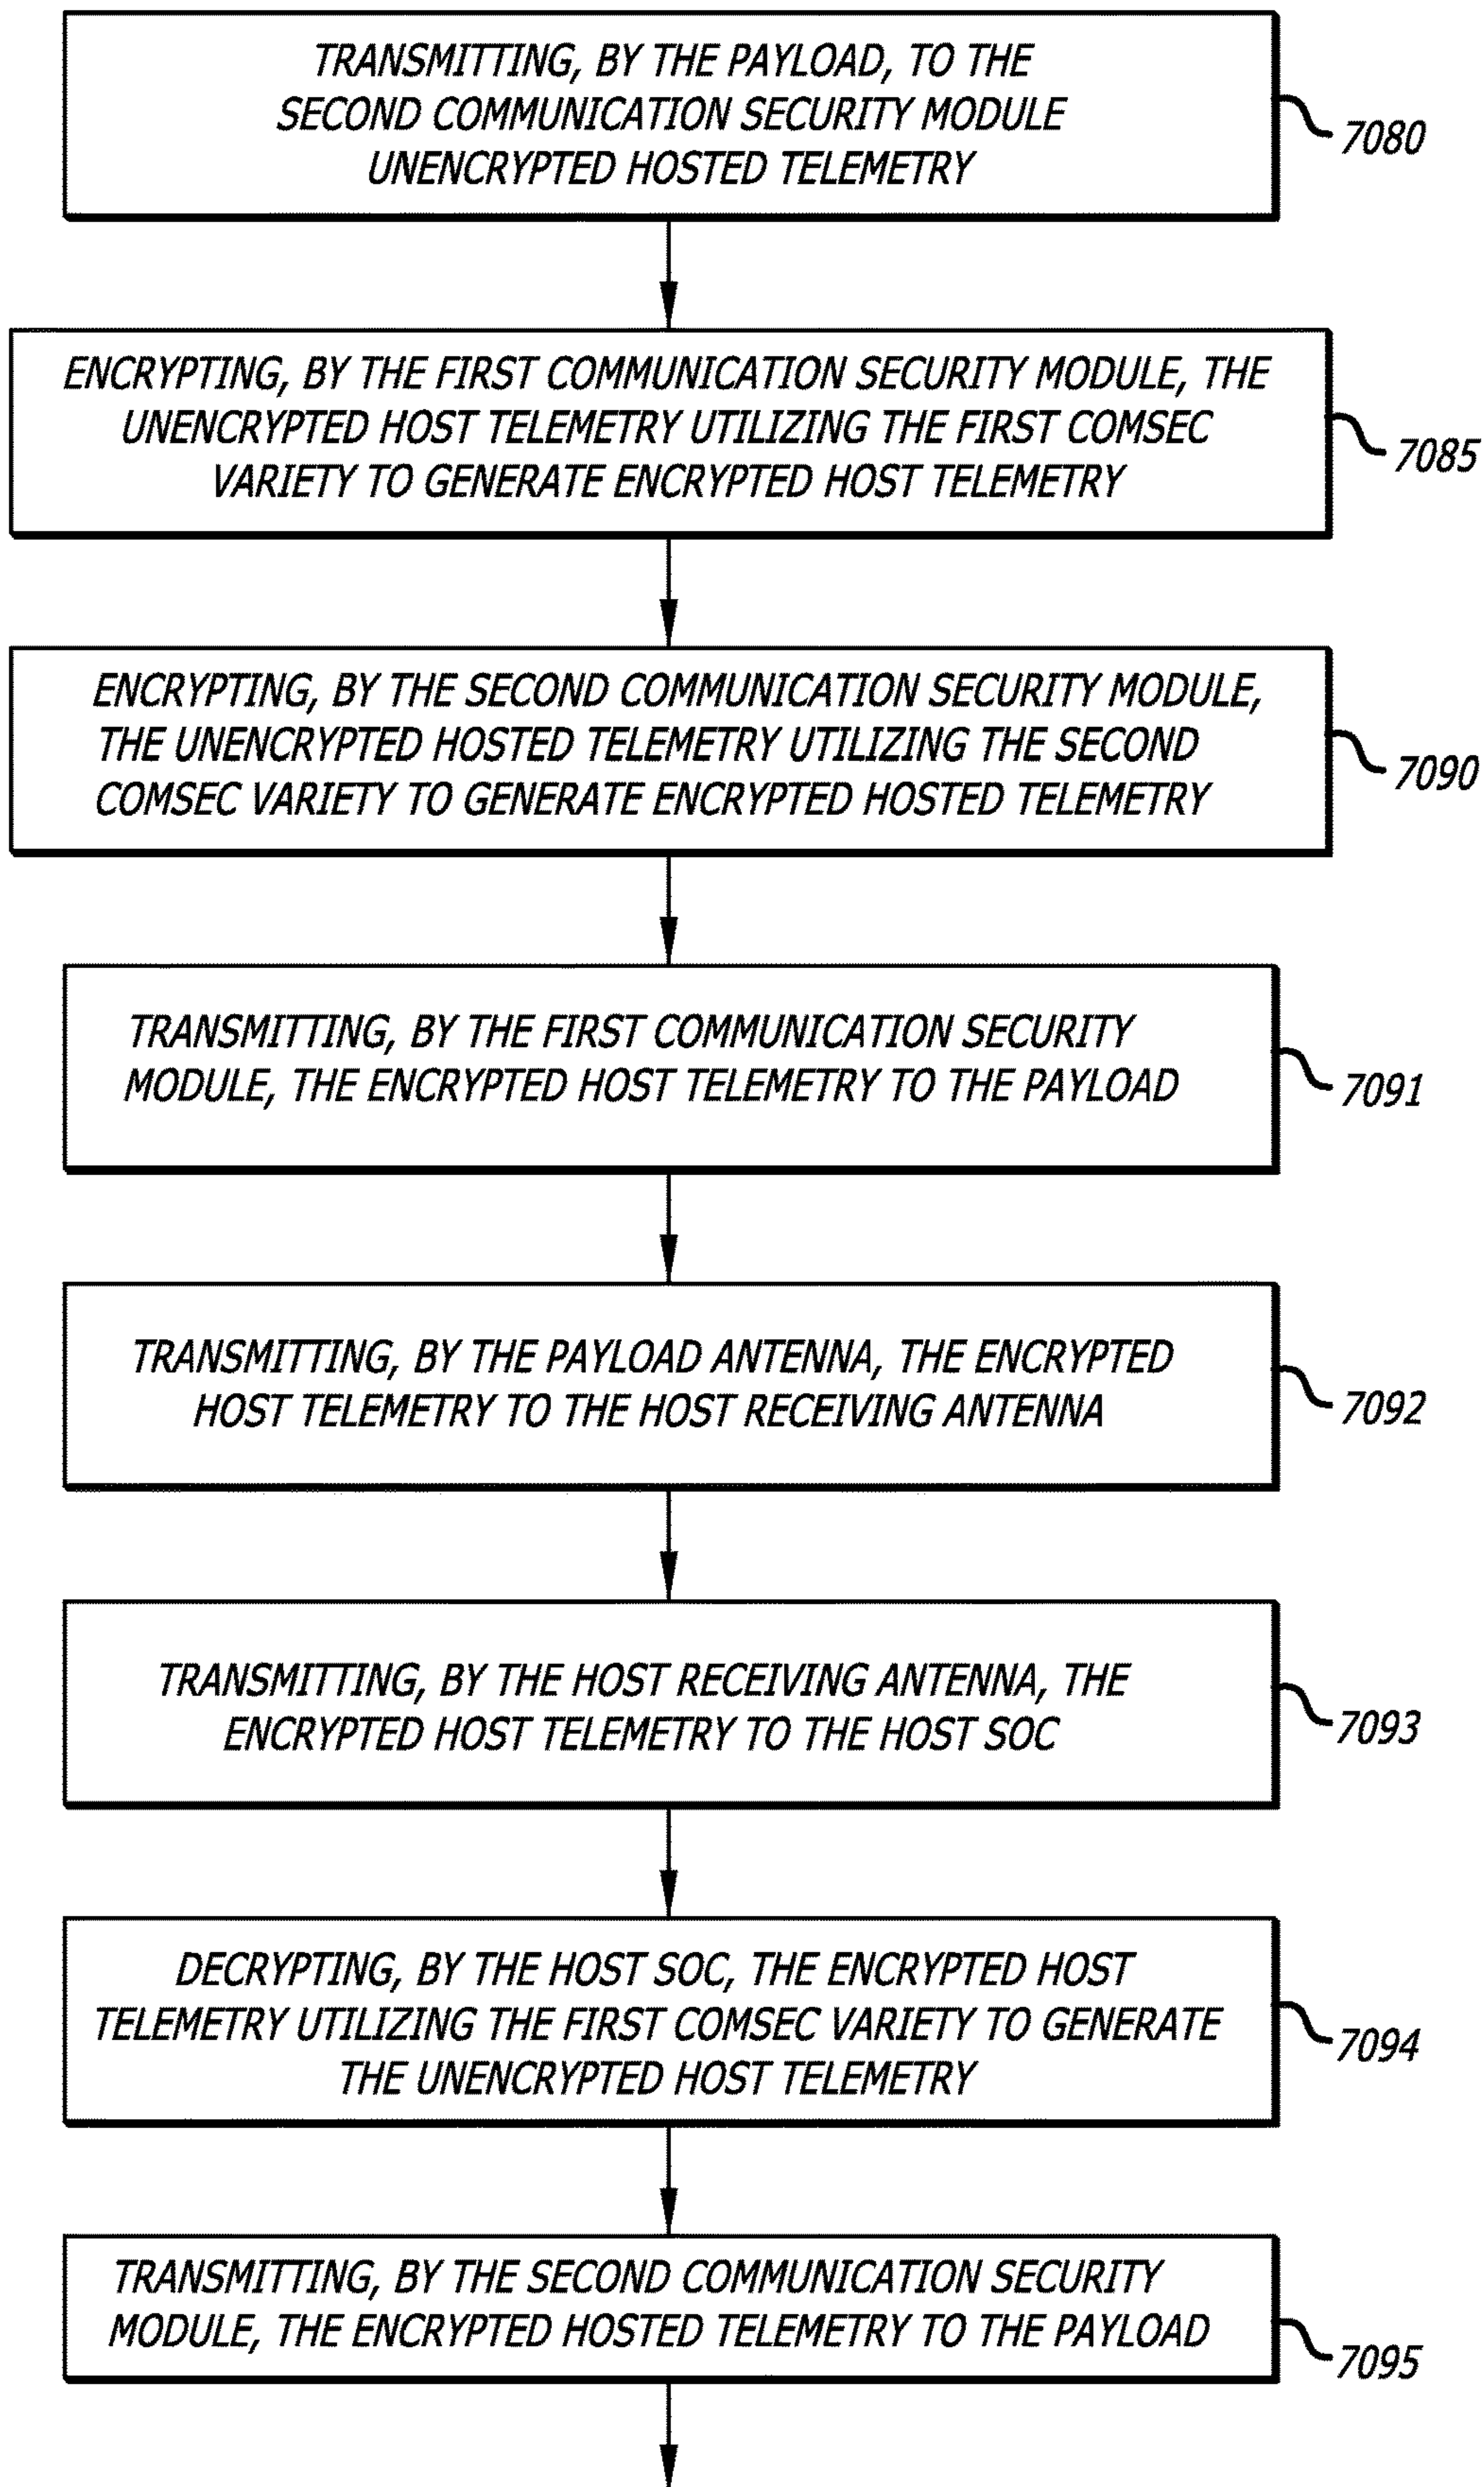 TRANSMITTING, BY THE PAYLOAD, TO THE
SECOND COMMUNICATION SECURITY MODULE
UNENCRYPTED HOSTED TELEMETRY
7080
ENCRYPTING, BY THE FIRST COMMUNICATION SECURITY MODULE, THE
UNENCRYPTED HOST TELEMETRY UTILIZING THE FIRST COMSEC
VARIETY TO GENERATE ENCRYPTED HOST TELEMETRY
7085
ENCRYPTING, BY THE SECOND COMMUNICATION SECURITY MODULE,
THE UNENCRYPTED HOSTED TELEMETRY UTILIZING THE SECOND
COMSEC VARIETY TO GENERATE ENCRYPTED HOSTED TELEMETRY
7090
TRANSMITTING, BY THE FIRST COMMUNICATION SECURITY
MODULE, THE ENCRYPTED HOST TELEMETRY TO THE PAYLOAD
7091
TRANSMITTING, BY THE PAYLOAD ANTENNA, THE ENCRYPTED
HOST TELEMETRY TO THE HOST RECEIVING ANTENNA
7092
TRANSMITTING, BY THE HOST RECEIVING ANTENNA, THE
ENCRYPTED HOST TELEMETRY TO THE HOST SOC
7093
DECRYPTING, BY THE HOST SOC, THE ENCRYPTED HOST
TELEMETRY UTILIZING THE FIRST COMSEC VARIETY TO GENERATE
THE UNENCRYPTED HOST TELEMETRY
7094
TRANSMITTING, BY THE SECOND COMMUNICATION SECURITY
MODULE, THE ENCRYPTED HOSTED TELEMETRY TO THE PAYLOAD
7095